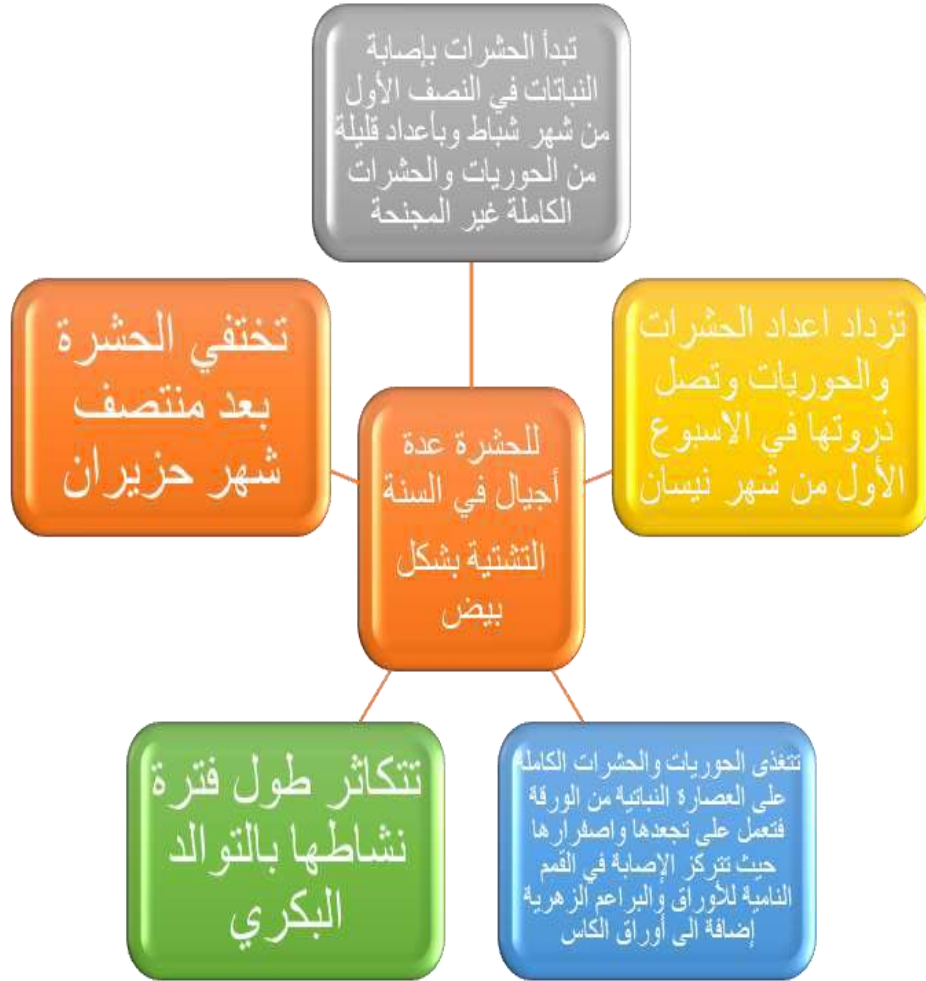 تبدأ الحشرات بإصابة
النباتات في النصف الأول
من شهر شباط وبأعداد قليلة
من الحوريات والحشرات
الكاملة غير المجنحة
تزداد اعداد الحشرات
والحوريات وتصل
ذروتها في الاسبوع
الأول من شهر نيسان
تختفي الحشرة
بعد منتصف
شهر حزيران
للحشرة عدة
أجيال في السنة
التشتية بشكل
بيض
تتغذى الحوريات والحشرات الكاملة
على العصارة النباتية من الورقة
فتعمل على تجعدها واصفرارها
حيث تتركز الإصابة في القمم
النامية للأوراق والبراعم الزهرية
إضافة الى أوراق الكاس
تتكاثر طول فترة
نشاطها بالتوالد
البكري